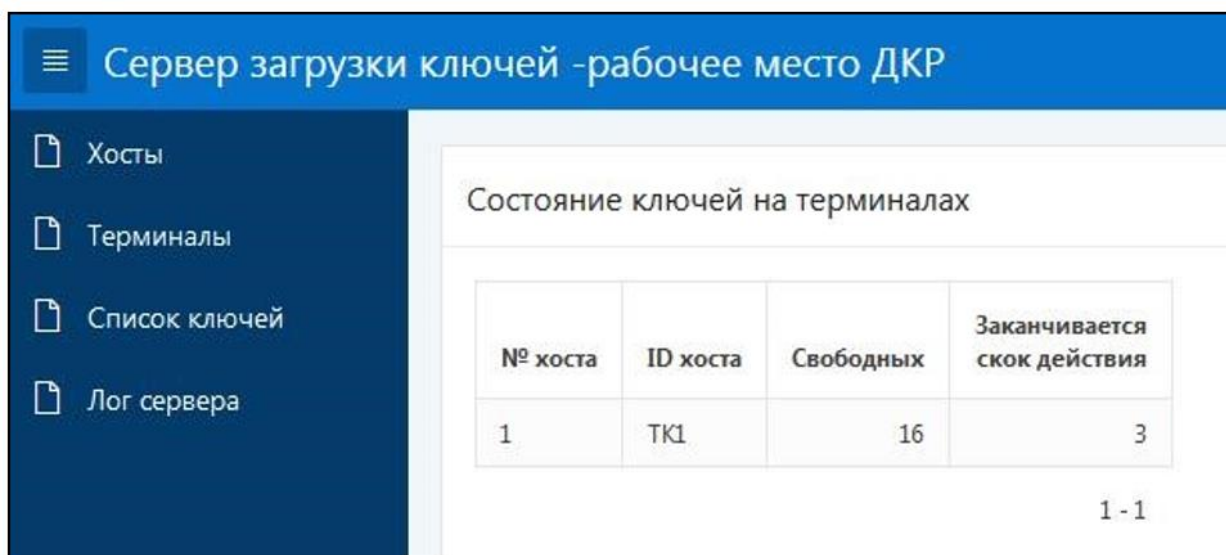 Сервер загрузки ключей -рабочее место ДКР
Хосты
Терминалы
Список ключей
Лог сервера
Состояние ключей на терминалах
№ хоста ID хоста Свободных Заканчивается
скок действия
1 ТК1 16 3
1 - 1